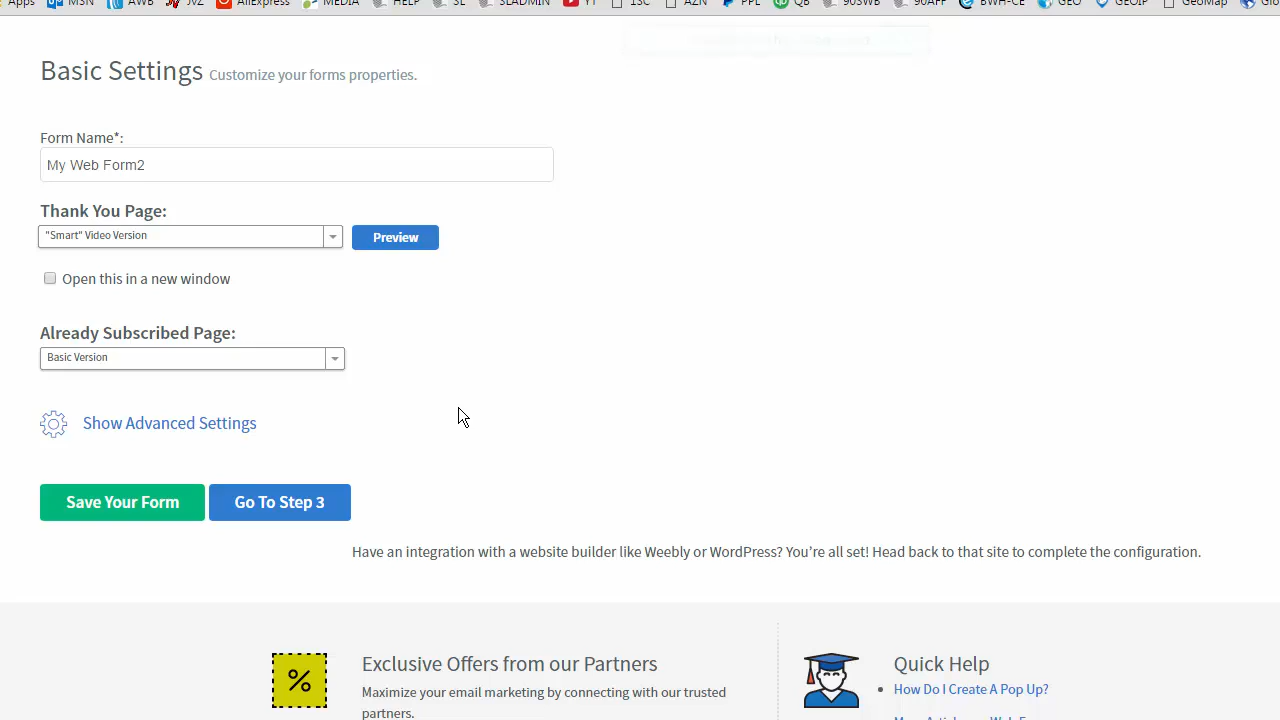 Apps MSN AWB JVZ AliExpress MEDIA HELP SL SLADMIN YT 1SC AZN PPL QB 90SWB 90AFF BWH-CE GEO GEOIP GeoMap
Basic Settings Customize your forms properties.
Form Name*:
My Web Form2
Thank You Page:
"Smart" Video Version Preview
Open this in a new window
Already Subscribed Page:
Basic Version
Show Advanced Settings
Save Your Form Go To Step 3
Have an integration with a website builder like Weebly or WordPress? You're all set! Head back to that site to complete the configuration.
% Exclusive Offers from our Partners
Maximize your email marketing by connecting with our trusted
partners.
Quick Help
How Do I Create A Pop Up?